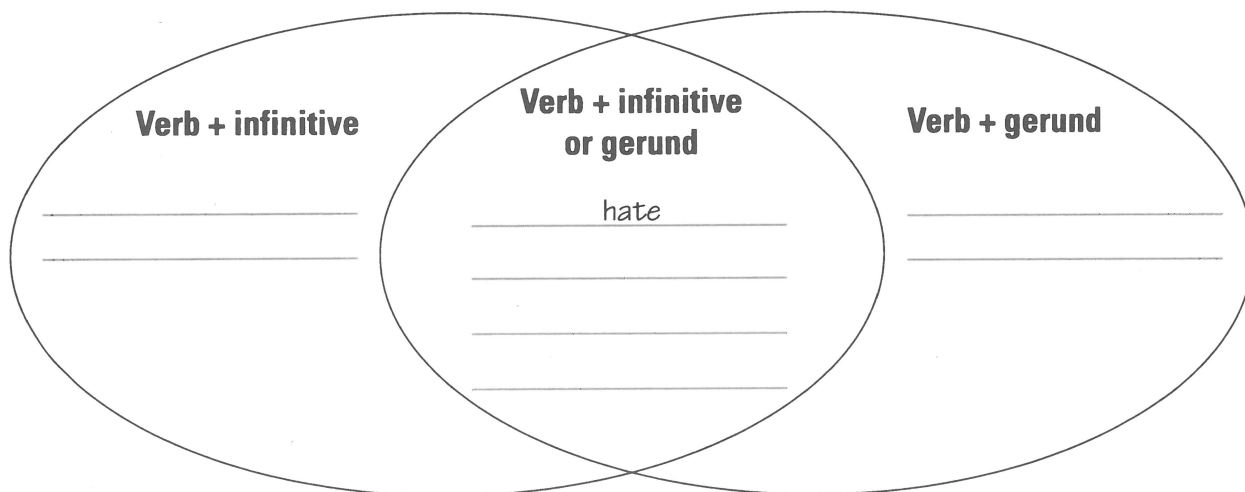 Verb + infinitive
Verb + infinitive
or gerund
hate
Verb + gerund